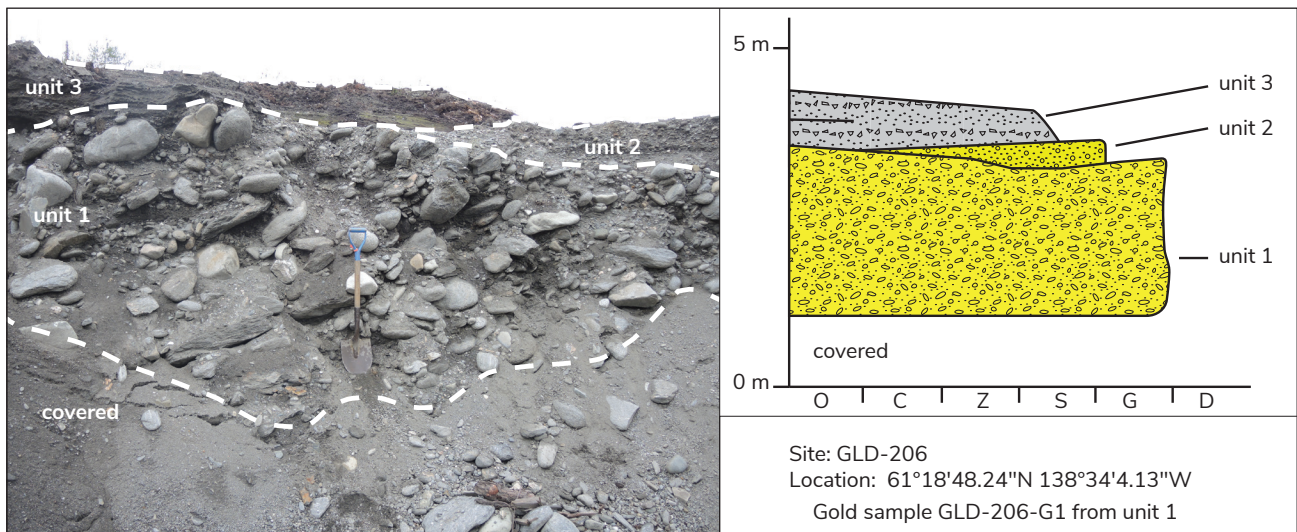 unit 3
unit 2
unit 1
covered
5 m
unit 3
unit 2
unit 1
covered
0 m
O C Z S G D
Site: GLD-206
Location: 61°18'48.24"N 138°34'4.13"W
Gold sample GLD-206-G1 from unit 1